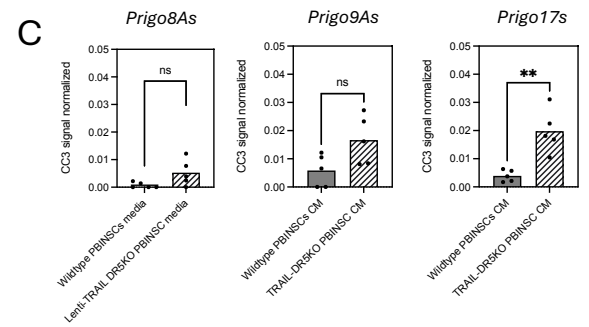 C
Prigo8As
CC3 signal normalized
0.05
0.04
0.03
0.02
0.01
0.00
ns
Wildtype PBINSCs media
Lenti-TRAIL DR5KO PBINSC media
Prigo9As
CC3 signal normalized
0.05
0.04
0.03
0.02
0.01
0.00
ns
Wildtype PBINSCs CM
TRAIL-DR5KO PBINSC CM
Prigo17s
CC3 signal normalized
0.05
0.04
0.03
0.02
0.01
0.00
**
Wildtype PBINSCs CM
TRAIL-DR5KO PBINSC CM